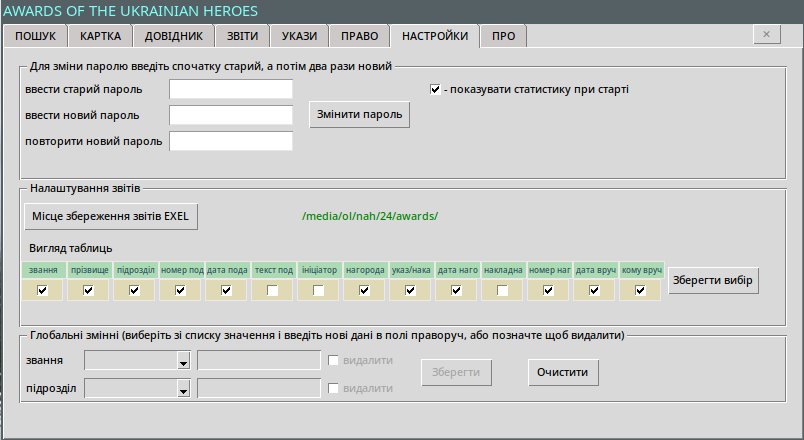 AWARDS OF THE UKRAINIAN HEROES
ПОШУК КАРТКА ДОВІДНИК ЗВІТИ УКАЗИ ПРАВО НАСТРОЙКИ ПРО
Для зміни паролю введіть спочатку старий, а потім два рази новий
ввести старий пароль - показувати статистику при старті
ввести новий пароль Змінити пароль
повторити новий пароль
Налаштування звітів
Місце збереження звітів EXEL /media/ol/nah/24/awards/
Вигляд таблиць
звання прізвище підрозділ номер под дата пода текст под ініціатор нагорода указ/нака дата наго накладна номер наг дата вруч кому вруч
Зберегти вибір
Глобальні змінні (виберіть зі списку значення і введіть нові дані в полі праворуч, або позначте щоб видалити)
звання видалити Зберегти Очистити
підрозділ видалити